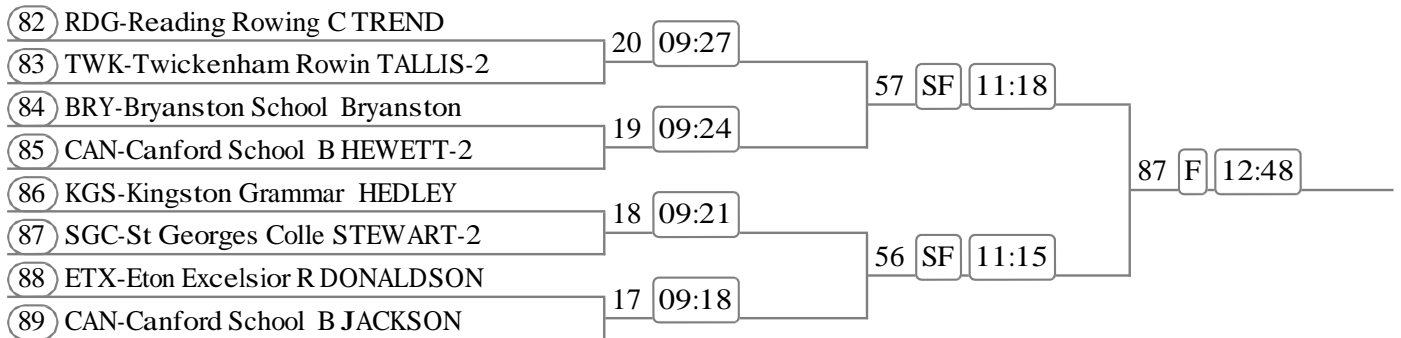 82 RDG-Reading Rowing C TREND
20 09:27
83 TWK-Twickenham Rowin TALLIS-2
57 SF 11:18
84 BRY-Bryanston School Bryanston
19 09:24
85 CAN-Canford School B HEWETT-2
87 F 12:48
86 KGS-Kingston Grammar HEDLEY
18 09:21
87 SGC-St Georges Colle STEWART-2
56 SF 11:15
88 ETX-Eton Excelsior R DONALDSON
17 09:18
89 CAN-Canford School B JACKSON